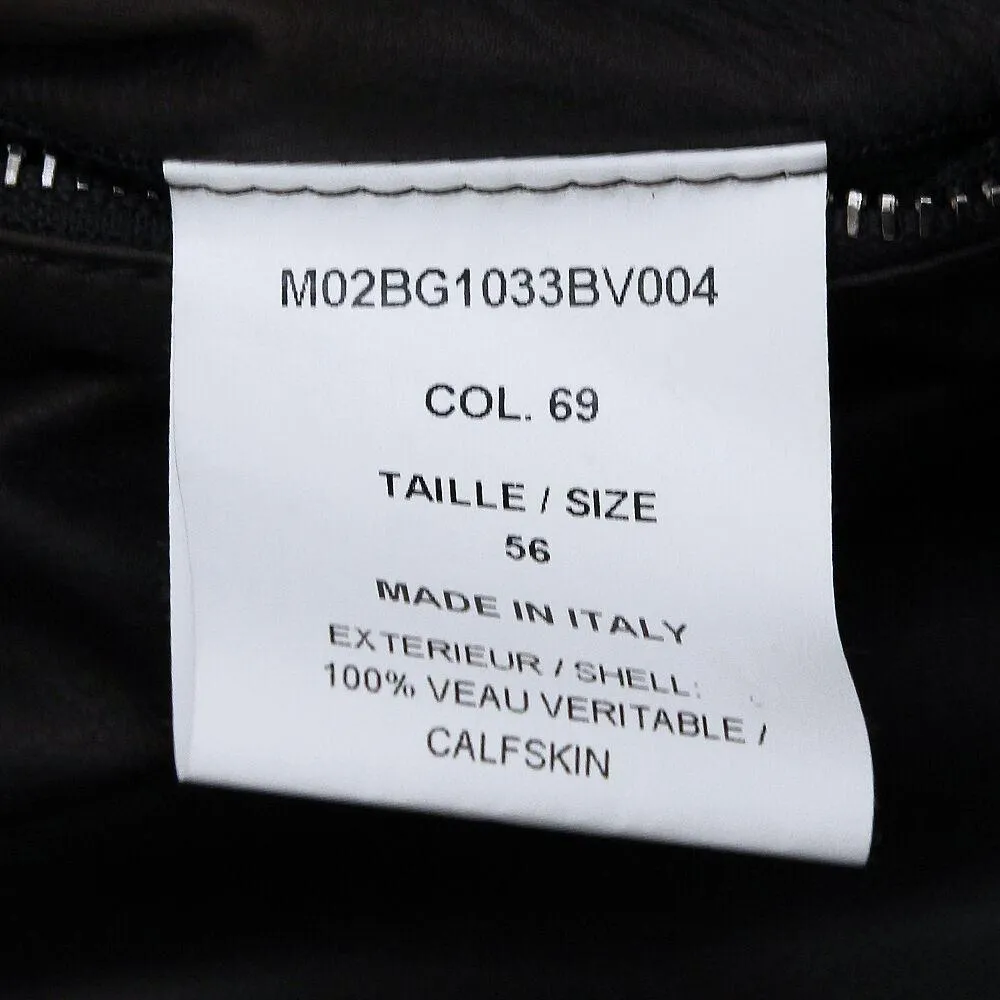 M02BG1033BV004
COL. 69
TAILLE / SIZE
56
MADE IN ITALY
EXTERIEUR / SHELL:
100% VEAU VERITABLE /
CALFSKIN